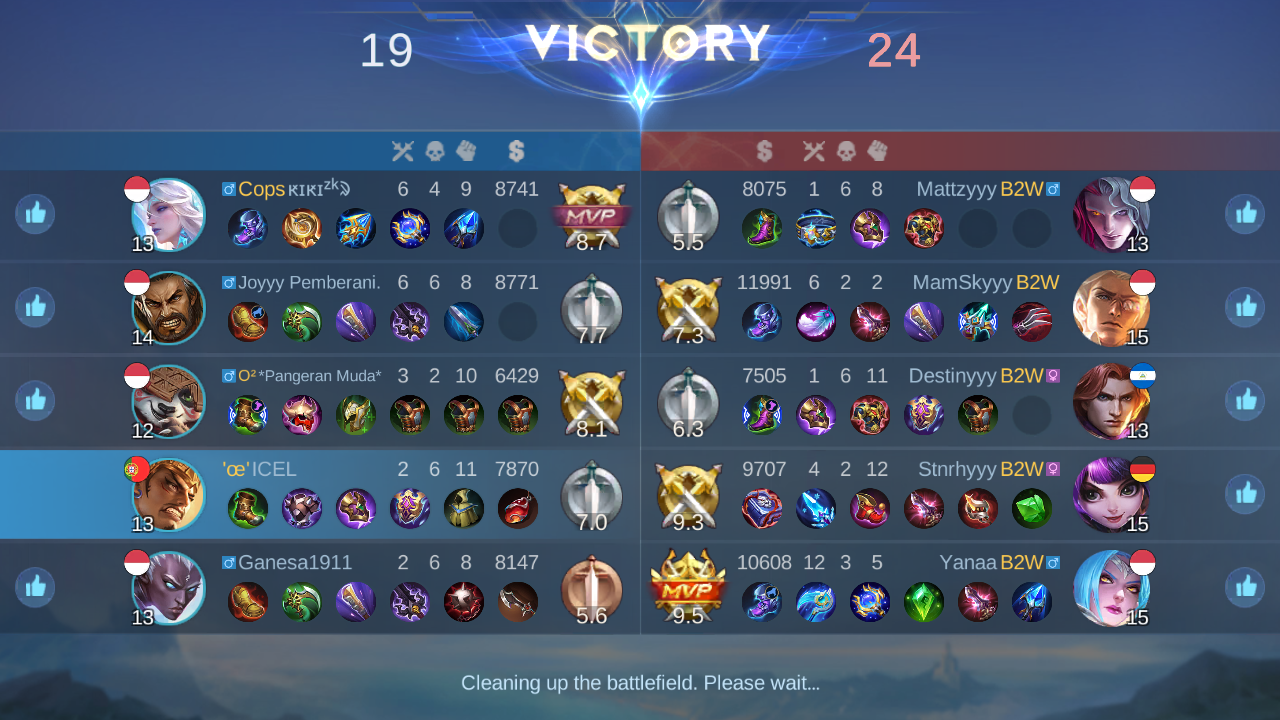 19 VICTORY 24
Cops ĸıĸı 6 4 9 8741 MVP 8.7 13
5.5 8075 1 6 8 Mattzyyy B2W 13
Joyyy Pemberani. 6 6 8 8771 7.7 14
7.3 11991 6 2 2 MamSkyyy B2W 15
O² *Pangeran Muda* 3 2 10 6429 8.1 12
6.3 7505 1 6 11 Destinyyy B2W 13
'œ' ICEL 2 6 11 7870 7.0 13
9.3 9707 4 2 12 Stnrhyyy B2W 15
Ganesa1911 2 6 8 8147 5.6 13
MVP 9.5 10608 12 3 5 Yanaa B2W 15
Cleaning up the battlefield. Please wait...